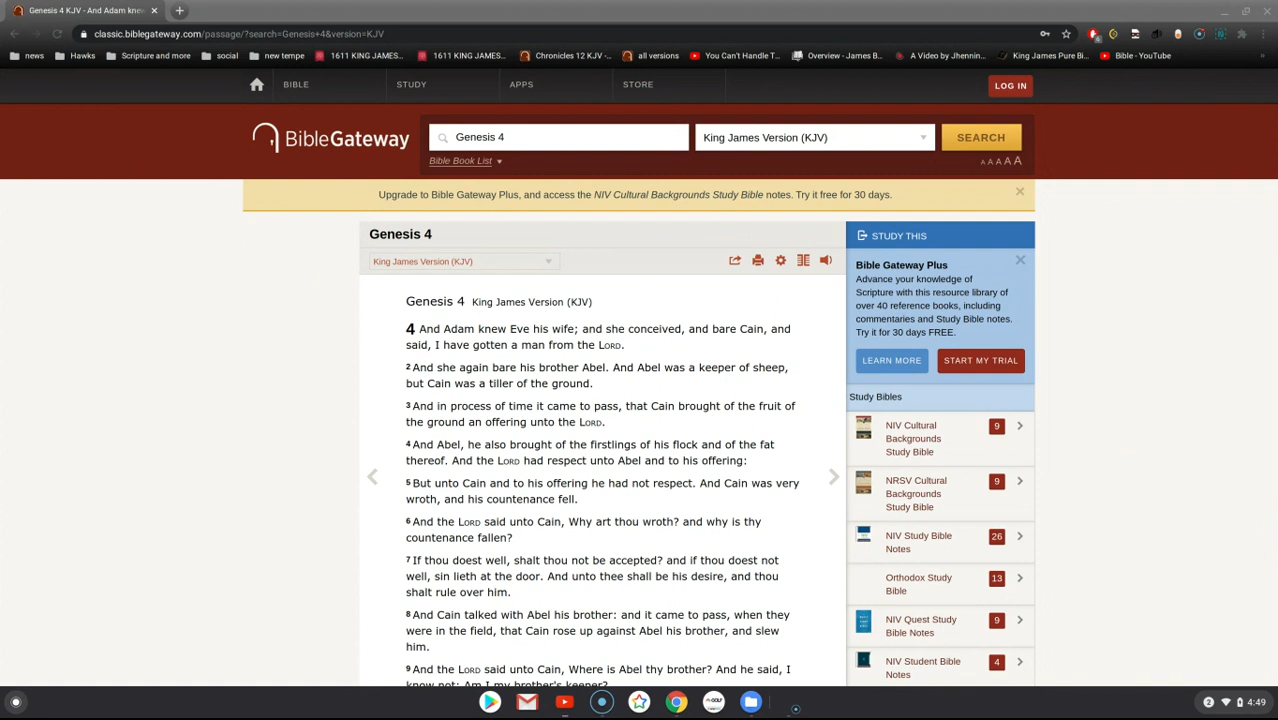 Genesis 4 KJV - And Adam knew
classic.biblegateway.com/passage/?search=Genesis+4&version=KJV
news Hawks Scripture and more social new tempe 1611 KING JAMES... 1611 KING JAMES... Chronicles 12 KJV -... all versions You Can't Handle T... Overview - James B... A Video by Jhennin... King James Pure Bi... Bible - YouTube
BIBLE STUDY APPS STORE LOG IN
BibleGateway Genesis 4 King James Version (KJV) SEARCH
Bible Book List A A A A A
Upgrade to Bible Gateway Plus, and access the NIV Cultural Backgrounds Study Bible notes. Try it free for 30 days.
Genesis 4
King James Version (KJV)
Genesis 4 King James Version (KJV)
4 And Adam knew Eve his wife; and she conceived, and bare Cain, and
said, I have gotten a man from the LORD.
2 And she again bare his brother Abel. And Abel was a keeper of sheep,
but Cain was a tiller of the ground.
3 And in process of time it came to pass, that Cain brought of the fruit of
the ground an offering unto the LORD.
4 And Abel, he also brought of the firstlings of his flock and of the fat
thereof. And the LORD had respect unto Abel and to his offering:
5 But unto Cain and to his offering he had not respect. And Cain was very
wroth, and his countenance fell.
6 And the LORD said unto Cain, Why art thou wroth? and why is thy
countenance fallen?
7 If thou doest well, shalt thou not be accepted? and if thou doest not
well, sin lieth at the door. And unto thee shall be his desire, and thou
shalt rule over him.
8 And Cain talked with Abel his brother: and it came to pass, when they
were in the field, that Cain rose up against Abel his brother, and slew
him.
9 And the LORD said unto Cain, Where is Abel thy brother? And he said, I
know not: Am I my brother's keeper?
STUDY THIS
Bible Gateway Plus
Advance your knowledge of
Scripture with this resource library of
over 40 reference books, including
commentaries and Study Bible notes.
Try it for 30 days FREE.
LEARN MORE START MY TRIAL
Study Bibles
NIV Cultural 9
Backgrounds
Study Bible
NRSV Cultural 9
Backgrounds
Study Bible
NIV Study Bible 26
Notes
Orthodox Study 13
Bible
NIV Quest Study 9
Bible Notes
NIV Student Bible 4
Notes
2 4:49